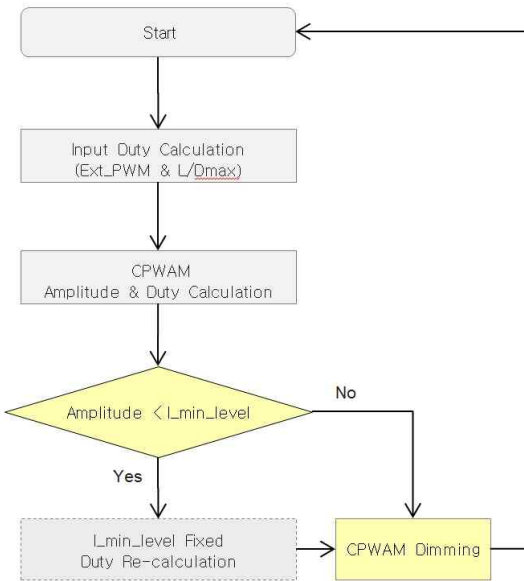 Start
Input Duty Calculation
(Ext_PWM & L/Dmax)
CPWAM
Amplitude & Duty Calculation
Amplitude < I_min_level
No
Yes
I_min_level Fixed
Duty Re-calculation
CPWAM Dimming